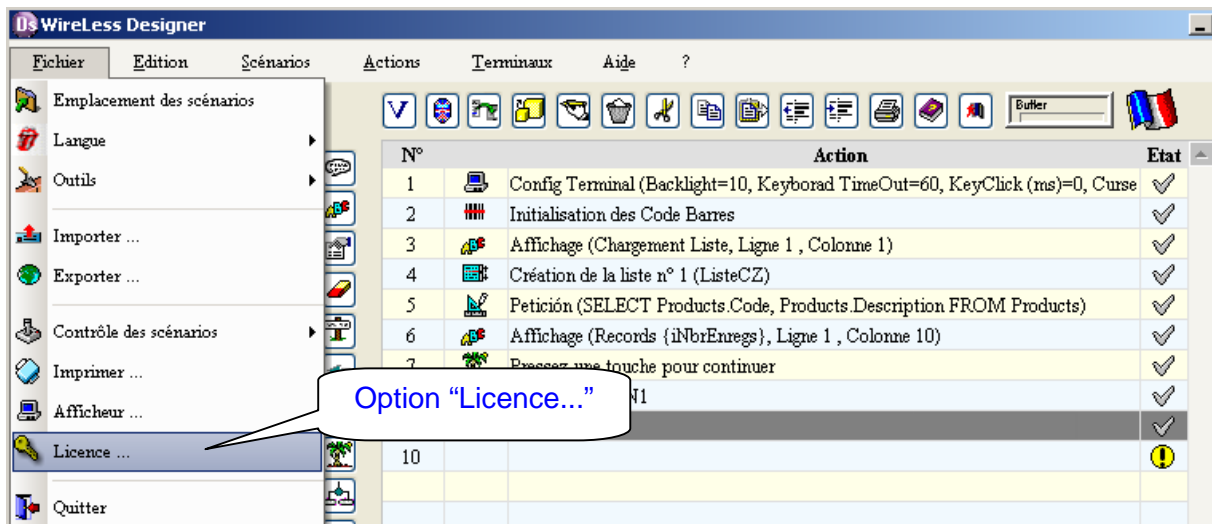 WireLess Designer
Fichier Edition Scénarios Actions Terminaux Aide ?
Emplacement des scénarios
Langue
Outils
Importer ...
Exporter ...
Contrôle des scénarios
Imprimer ...
Afficheur ...
Licence ...
Quitter
Buffer
N° Action Etat
1 Config Terminal (Backlight=10, Keyborad TimeOut=60, KeyClick (ms)=0, Curse
2 Initialisation des Code Barres
3 Affichage (Chargement Liste, Ligne 1 , Colonne 1)
4 Création de la liste n° 1 (ListeCZ)
5 Petición (SELECT Products.Code, Products.Description FROM Products)
6 Affichage (Records {iNbrEnregs}, Ligne 1 , Colonne 10)
7 Pressez une touche pour continuer
N1
10
Option “Licence...”